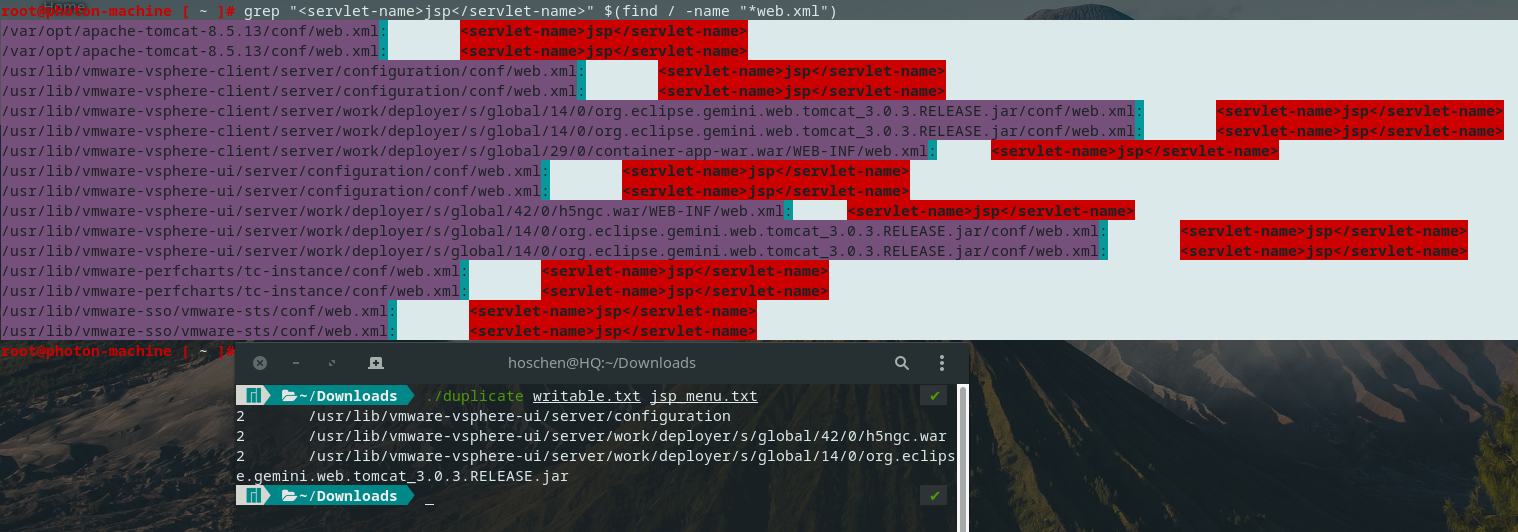 Home
root@photon-machine [ ~ ]# grep "<servlet-name>jsp</servlet-name>" $(find / -name "*web.xml")
/var/opt/apache-tomcat-8.5.13/conf/web.xml:        <servlet-name>jsp</servlet-name>
/var/opt/apache-tomcat-8.5.13/conf/web.xml:        <servlet-name>jsp</servlet-name>
/usr/lib/vmware-vsphere-client/server/configuration/conf/web.xml:        <servlet-name>jsp</servlet-name>
/usr/lib/vmware-vsphere-client/server/configuration/conf/web.xml:        <servlet-name>jsp</servlet-name>
/usr/lib/vmware-vsphere-client/server/work/deployer/s/global/14/0/org.eclipse.gemini.web.tomcat_3.0.3.RELEASE.jar/conf/web.xml:        <servlet-name>jsp</servlet-name>
/usr/lib/vmware-vsphere-client/server/work/deployer/s/global/14/0/org.eclipse.gemini.web.tomcat_3.0.3.RELEASE.jar/conf/web.xml:        <servlet-name>jsp</servlet-name>
/usr/lib/vmware-vsphere-client/server/work/deployer/s/global/29/0/container-app-war.war/WEB-INF/web.xml:      <servlet-name>jsp</servlet-name>
/usr/lib/vmware-vsphere-ui/server/configuration/conf/web.xml:        <servlet-name>jsp</servlet-name>
/usr/lib/vmware-vsphere-ui/server/configuration/conf/web.xml:        <servlet-name>jsp</servlet-name>
/usr/lib/vmware-vsphere-ui/server/work/deployer/s/global/42/0/h5ngc.war/WEB-INF/web.xml:      <servlet-name>jsp</servlet-name>
/usr/lib/vmware-vsphere-ui/server/work/deployer/s/global/14/0/org.eclipse.gemini.web.tomcat_3.0.3.RELEASE.jar/conf/web.xml:        <servlet-name>jsp</servlet-name>
/usr/lib/vmware-vsphere-ui/server/work/deployer/s/global/14/0/org.eclipse.gemini.web.tomcat_3.0.3.RELEASE.jar/conf/web.xml:        <servlet-name>jsp</servlet-name>
/usr/lib/vmware-perfcharts/tc-instance/conf/web.xml:        <servlet-name>jsp</servlet-name>
/usr/lib/vmware-perfcharts/tc-instance/conf/web.xml:        <servlet-name>jsp</servlet-name>
/usr/lib/vmware-sso/vmware-sts/conf/web.xml:        <servlet-name>jsp</servlet-name>
/usr/lib/vmware-sso/vmware-sts/conf/web.xml:        <servlet-name>jsp</servlet-name>
root@photon-machine [ ~ ]#
hoschen@HQ:~/Downloads
~/Downloads ./duplicate writable.txt jsp_menu.txt ✔
2       /usr/lib/vmware-vsphere-ui/server/configuration
2       /usr/lib/vmware-vsphere-ui/server/work/deployer/s/global/42/0/h5ngc.war
2       /usr/lib/vmware-vsphere-ui/server/work/deployer/s/global/14/0/org.eclips
e.gemini.web.tomcat_3.0.3.RELEASE.jar
~/Downloads _ ✔